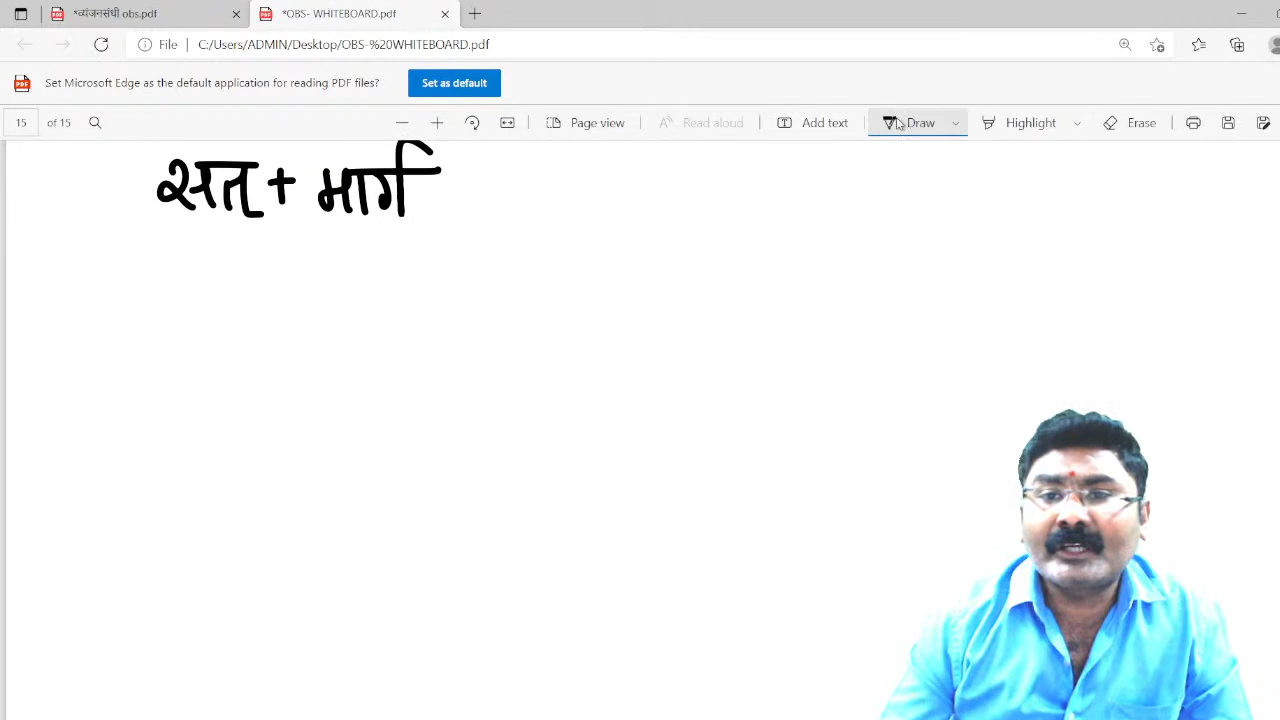 *व्यंजनसंधी obs.pdf
*OBS- WHITEBOARD.pdf
File C:/Users/ADMIN/Desktop/OBS-%20WHITEBOARD.pdf
Set Microsoft Edge as the default application for reading PDF files? Set as default
15 of 15 Page view Read aloud Add text Draw Highlight Erase
सत् + मार्ग